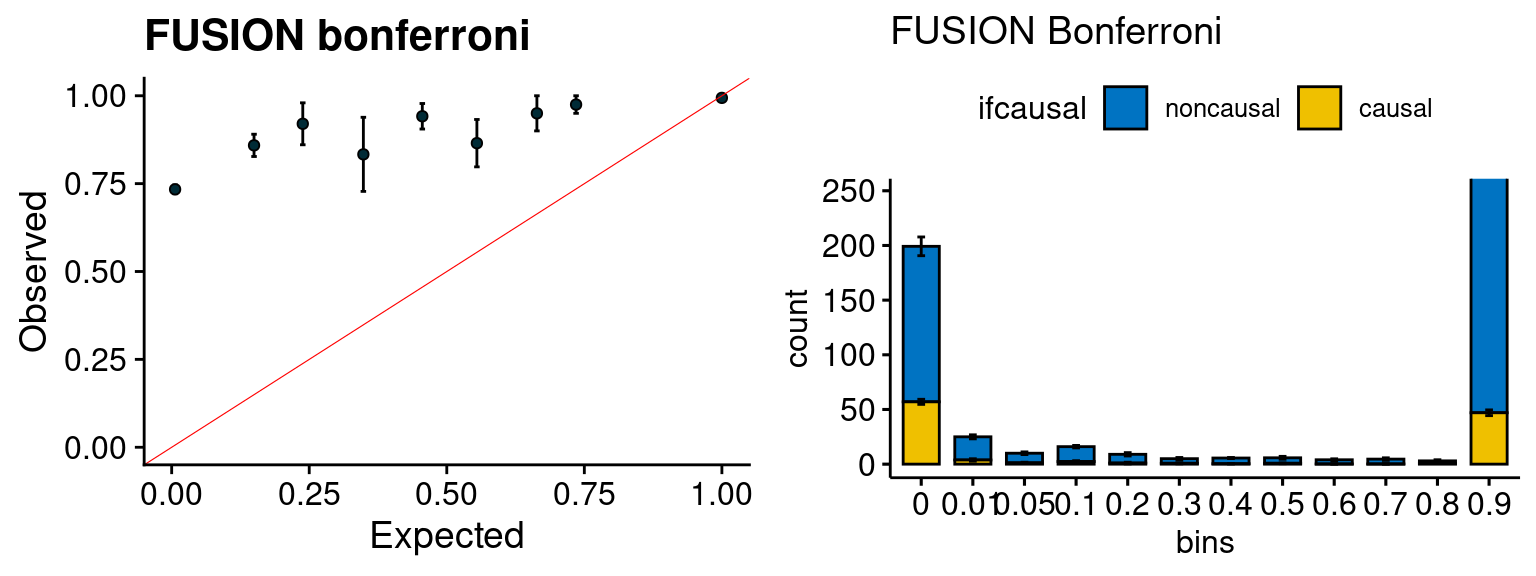 FUSION bonferroni
Observed
1.00
0.75
0.50
0.25
0.00
0.00 0.25 0.50 0.75 1.00
Expected
FUSION Bonferroni
ifcausal noncausal causal
count
250
200
150
100
50
0
0 0.01 0.05 0.1 0.2 0.3 0.4 0.5 0.6 0.7 0.8 0.9
bins